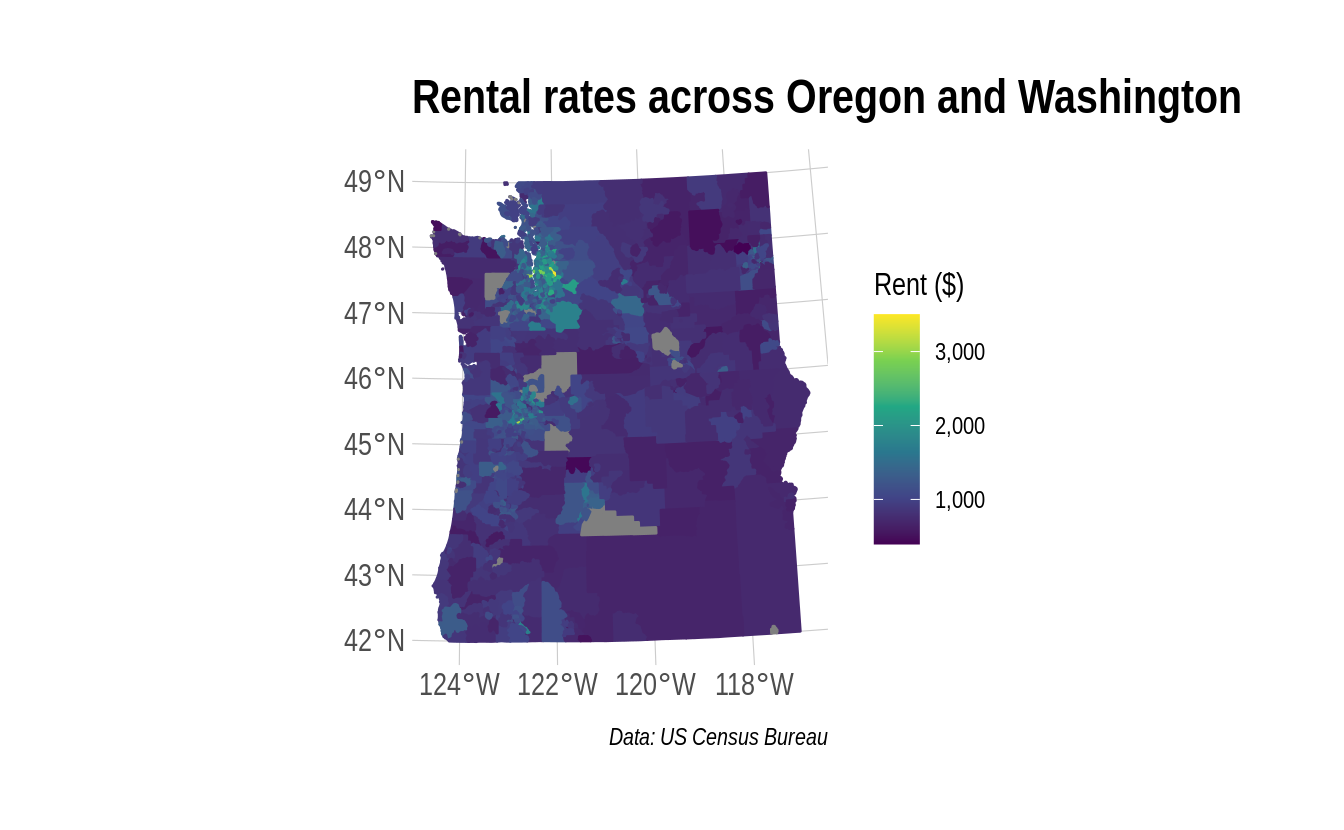 Rental rates across Oregon and Washington
49°N
48°N
47°N
46°N
45°N
44°N
43°N
42°N
124°W 122°W 120°W 118°W
Rent ($)
3,000
2,000
1,000
Data: US Census Bureau